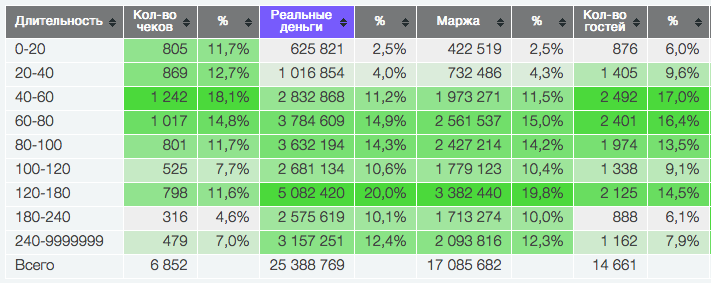 Длительность Кол-во чеков % Реальные деньги % Маржа % Кол-во гостей %
0-20 805 11,7% 625 821 2,5% 422 519 2,5% 876 6,0%
20-40 869 12,7% 1 016 854 4,0% 732 486 4,3% 1 405 9,6%
40-60 1 242 18,1% 2 832 868 11,2% 1 973 271 11,5% 2 492 17,0%
60-80 1 017 14,8% 3 784 609 14,9% 2 561 537 15,0% 2 401 16,4%
80-100 801 11,7% 3 632 194 14,3% 2 427 214 14,2% 1 974 13,5%
100-120 525 7,7% 2 681 134 10,6% 1 779 123 10,4% 1 338 9,1%
120-180 798 11,6% 5 082 420 20,0% 3 382 440 19,8% 2 125 14,5%
180-240 316 4,6% 2 575 619 10,1% 1 713 274 10,0% 888 6,1%
240-9999999 479 7,0% 3 157 251 12,4% 2 093 816 12,3% 1 162 7,9%
Всего 6 852 25 388 769 17 085 682 14 661